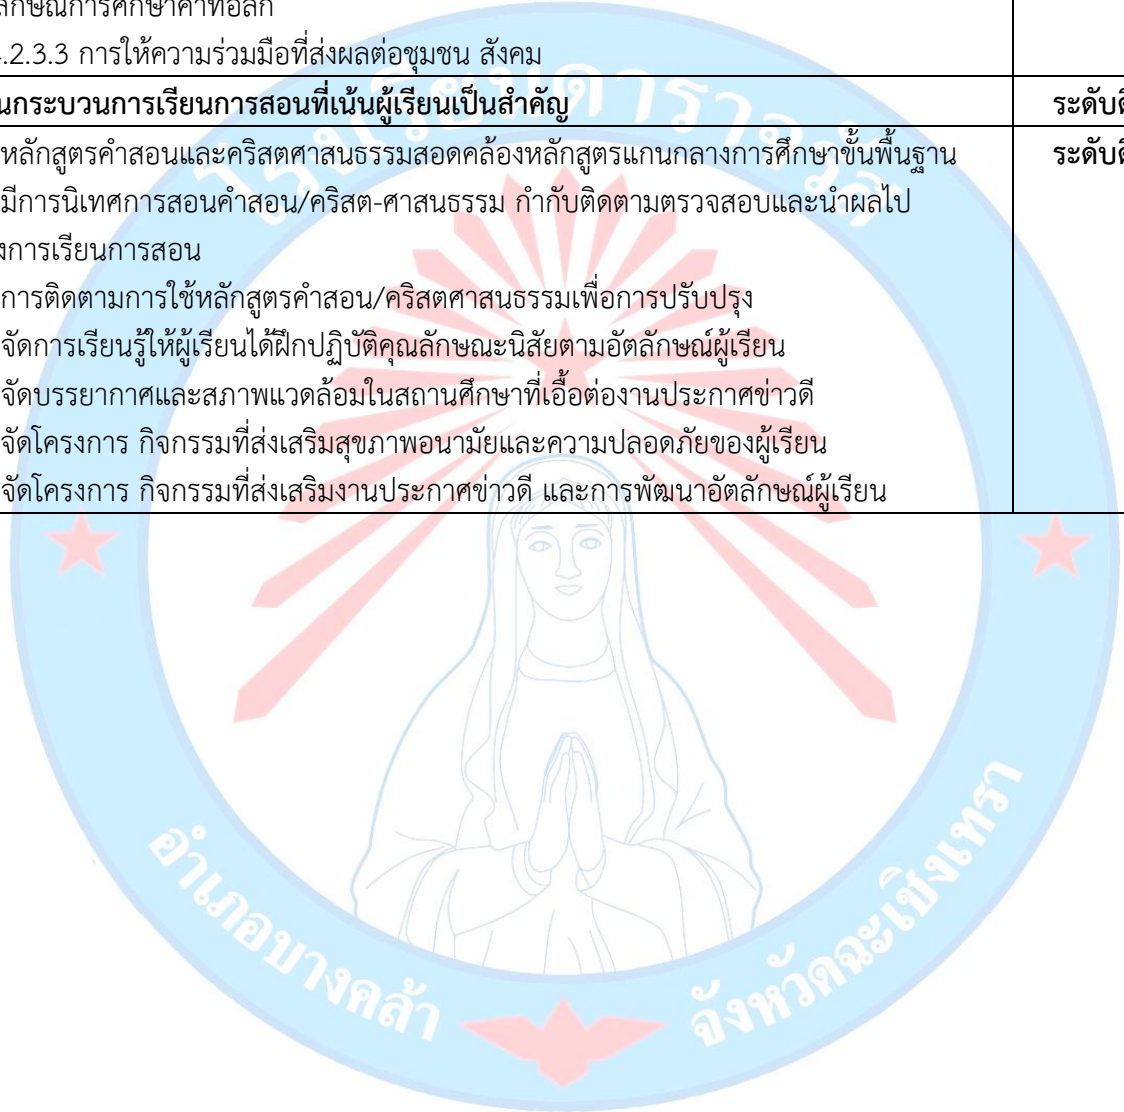 ลักษณ์การศึกษาคาทอลิก
.2.3.3 การให้ความร่วมมือที่ส่งผลต่อชุมชน สังคม
นกระบวนการเรียนการสอนที่เน้นผู้เรียนเป็นสำคัญ ระดับดี
หลักสูตรคำสอนและคริสตศาสนธรรมสอดคล้องหลักสูตรแกนกลางการศึกษาขั้นพื้นฐาน ระดับดี
มีการนิเทศการสอนคำสอน/คริสต-ศาสนธรรม กำกับติดตามตรวจสอบและนำผลไป
งการเรียนการสอน
การติดตามการใช้หลักสูตรคำสอน/คริสตศาสนธรรมเพื่อการปรับปรุง
จัดการเรียนรู้ให้ผู้เรียนได้ฝึกปฏิบัติคุณลักษณะนิสัยตามอัตลักษณ์ผู้เรียน
จัดบรรยากาศและสภาพแวดล้อมในสถานศึกษาที่เอื้อต่องานประกาศข่าวดี
จัดโครงการ กิจกรรมที่ส่งเสริมสุขภาพอนามัยและความปลอดภัยของผู้เรียน
จัดโครงการ กิจกรรมที่ส่งเสริมงานประกาศข่าวดี และการพัฒนาอัตลักษณ์ผู้เรียน
โรงเรียนดาราจรัส
อำเภอบางคล้า จังหวัดฉะเชิงเทรา